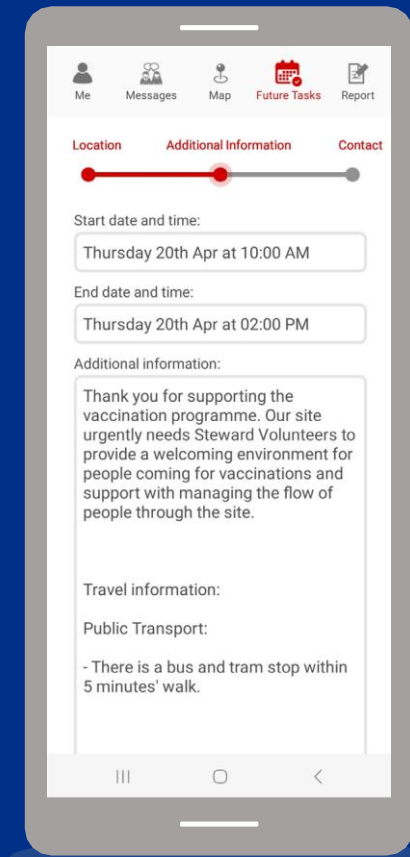 Me Messages Map Future Tasks Report
Location Additional Information Contact
Start date and time:
Thursday 20th Apr at 10:00 AM
End date and time:
Thursday 20th Apr at 02:00 PM
Additional information:
Thank you for supporting the
vaccination programme. Our site
urgently needs Steward Volunteers to
provide a welcoming environment for
people coming for vaccinations and
support with managing the flow of
people through the site.
Travel information:
Public Transport:
- There is a bus and tram stop within
5 minutes' walk.